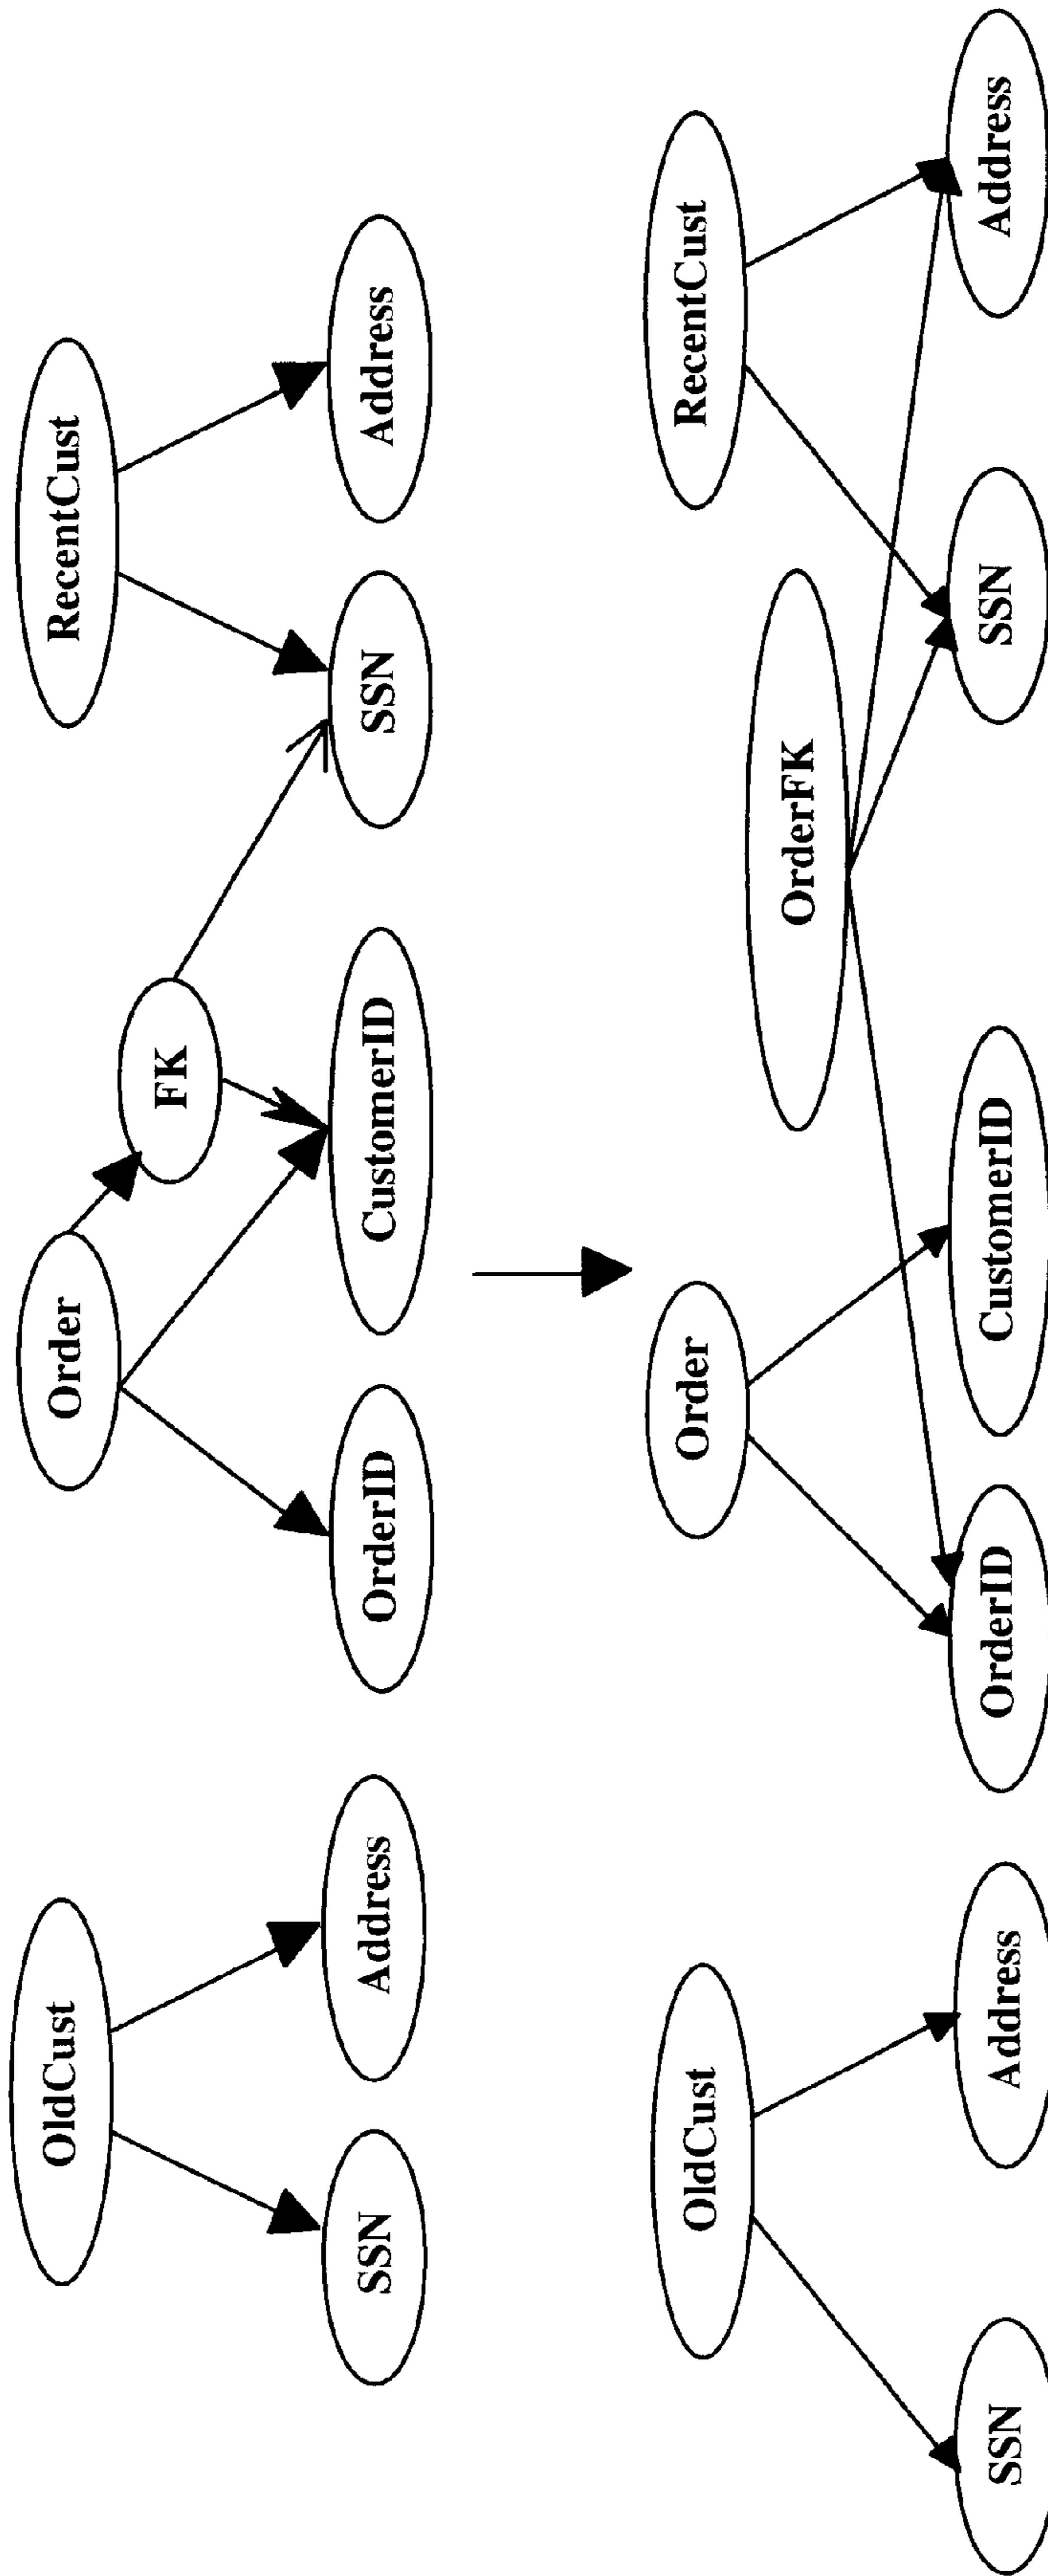 OldCust
Order
RecentCust
FK
SSN
Address
OrderID
CustomerID
SSN
Address
OldCust
Order
RecentCust
OrderFK
SSN
Address
OrderID
CustomerID
SSN
Address